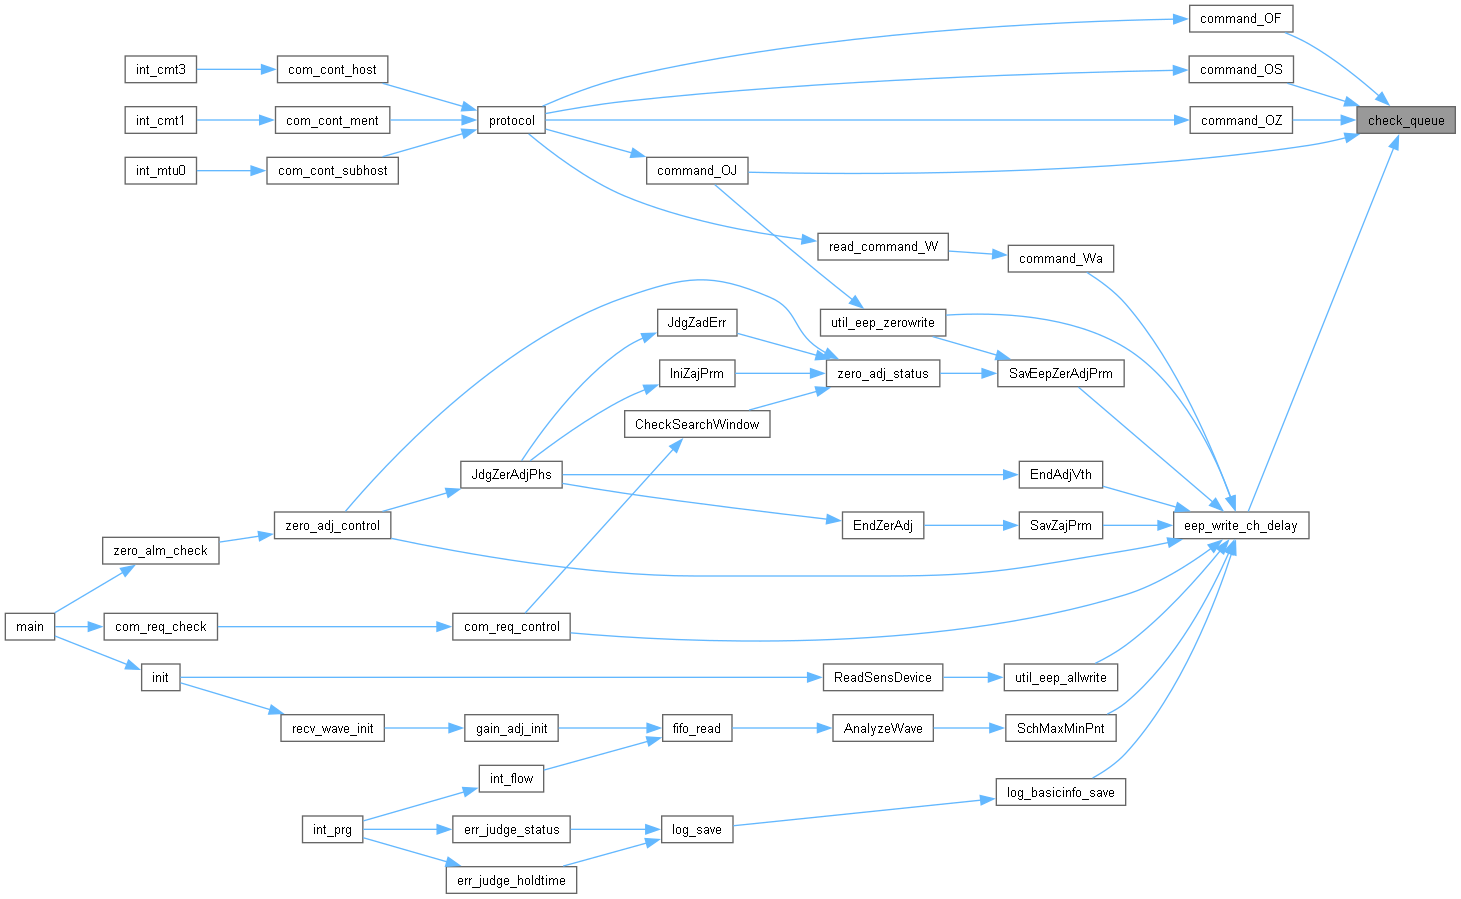 command_OF
int_cmt3
com_cont_host
command_OS
int_cmt1
com_cont_ment
protocol
command_OZ
check_queue
int_mtu0
com_cont_subhost
command_OJ
read_command_W
command_Wa
JdgZadErr
util_eep_zerowrite
IniZajPrm
zero_adj_status
SavEepZerAdjPrm
CheckSearchWindow
JdgZerAdjPhs
EndAdjVth
zero_adj_control
EndZerAdj
SavZajPrm
eep_write_ch_delay
zero_alm_check
main
com_req_check
com_req_control
init
ReadSensDevice
util_eep_allwrite
recv_wave_init
gain_adj_init
fifo_read
AnalyzeWave
SchMaxMinPnt
int_flow
log_basicinfo_save
int_prg
err_judge_status
log_save
err_judge_holdtime